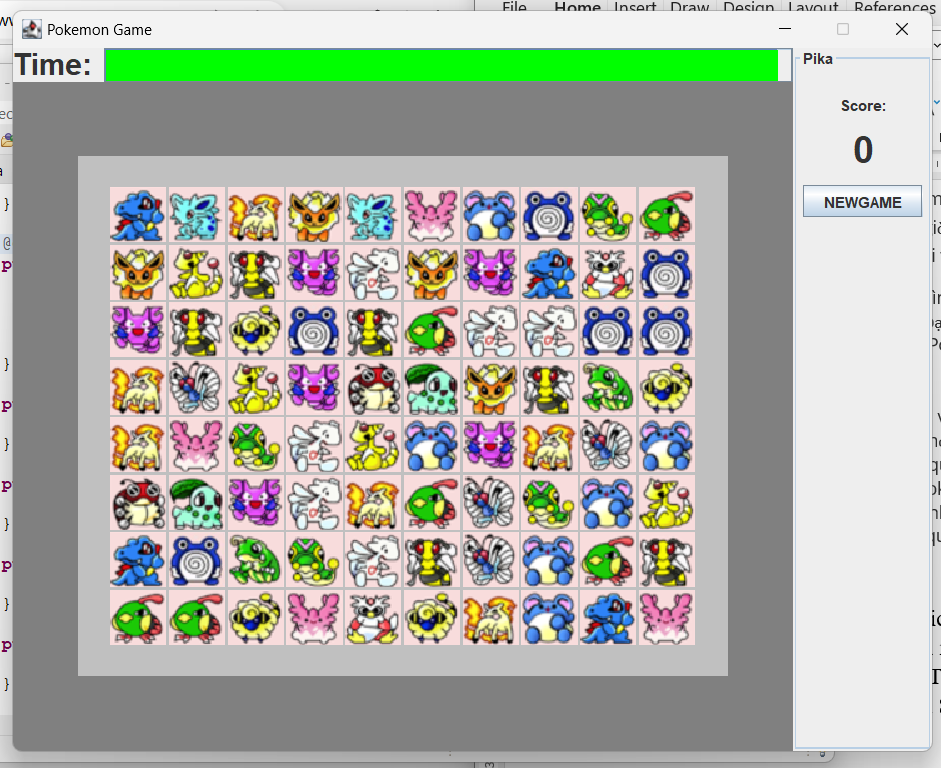 File Home Insert Draw Design Layout References
Pokemon Game
Time:
Pika
Score:
0
NEWGAME